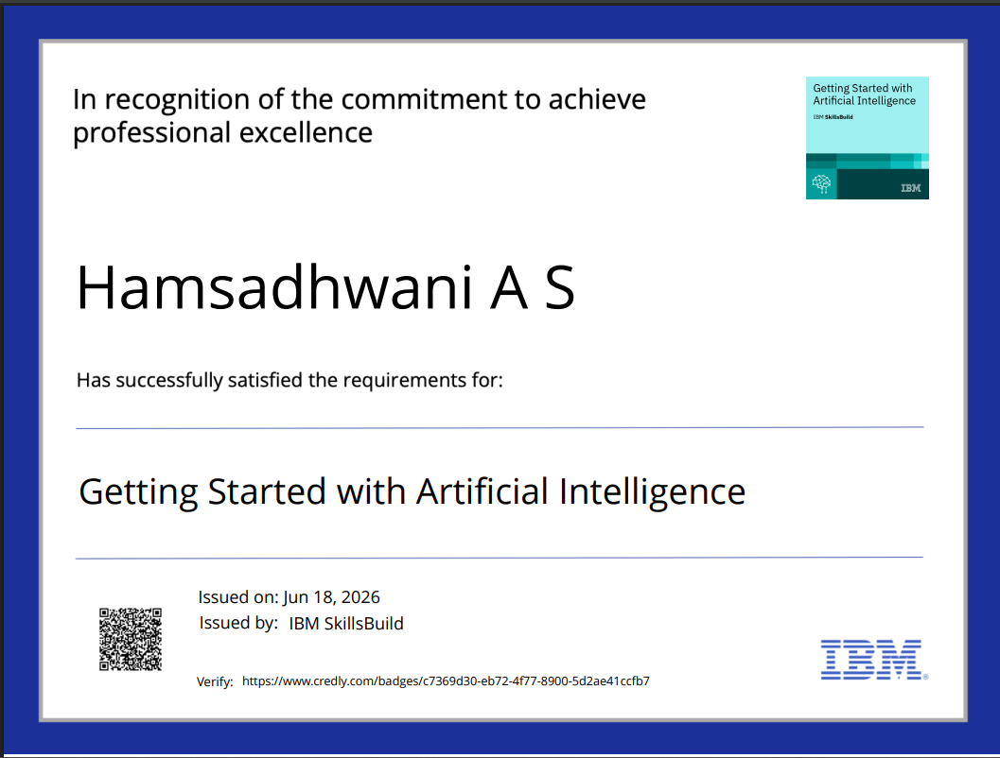 In recognition of the commitment to achieve
professional excellence
Getting Started with
Artificial Intelligence
IBM SkillsBuild
IBM
Hamsadhwani A S
Has successfully satisfied the requirements for:
Getting Started with Artificial Intelligence
Issued on: Jun 18, 2026
Issued by: IBM SkillsBuild
Verify: https://www.credly.com/badges/c7369d30-eb72-4f77-8900-5d2ae41ccfb7
IBM®